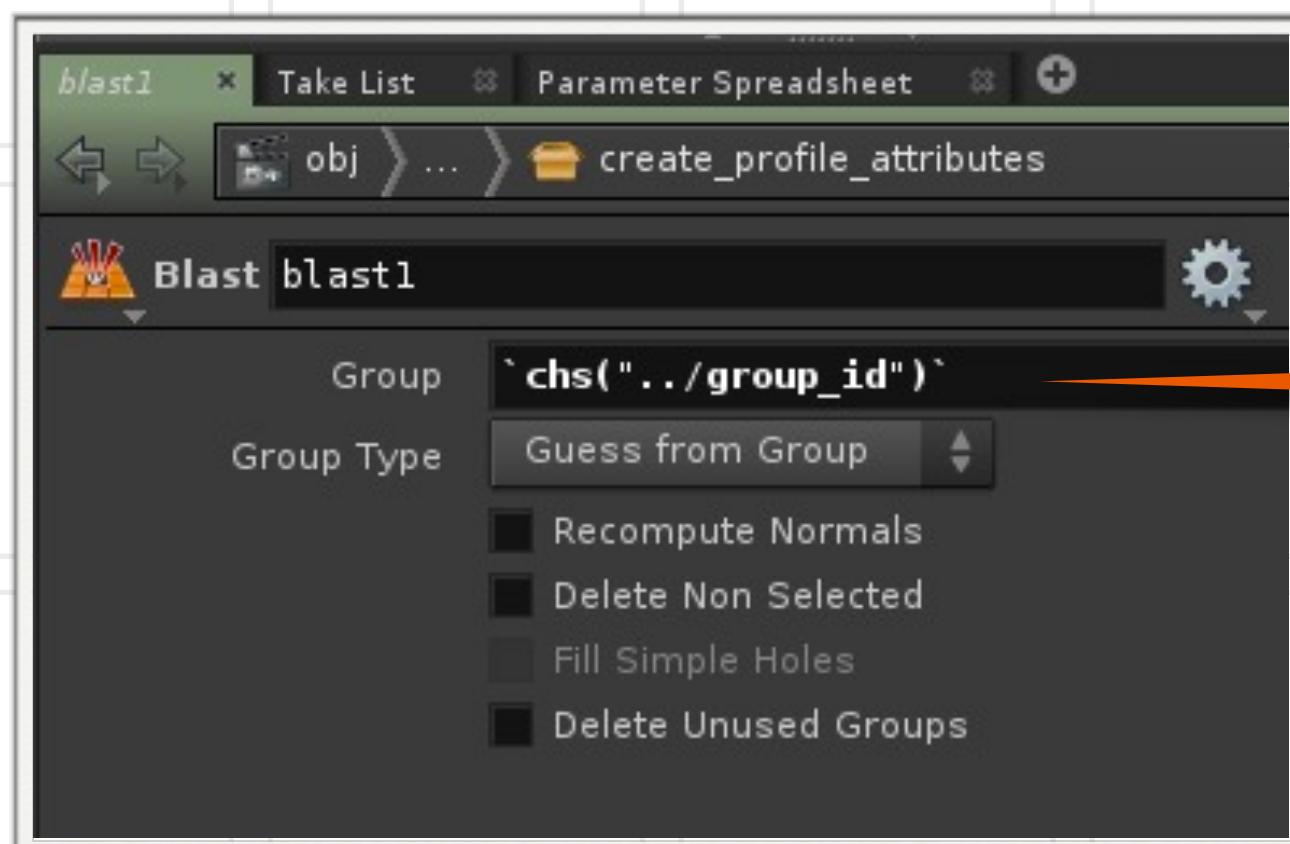 blast1 Take List Parameter Spreadsheet
obj ... create_profile_attributes
Blast blast1
Group `chs("../group_id")`
Group Type Guess from Group
Recompute Normals
Delete Non Selected
Fill Simple Holes
Delete Unused Groups